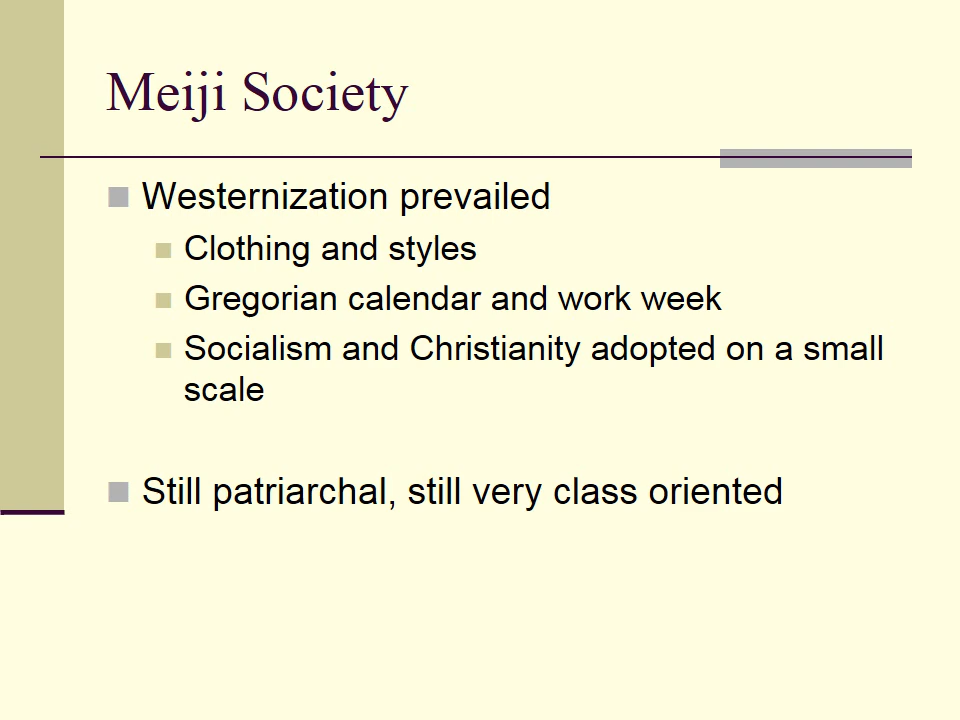 Meiji Society
Westernization prevailed
Clothing and styles
Gregorian calendar and work week
Socialism and Christianity adopted on a small
scale
Still patriarchal, still very class oriented